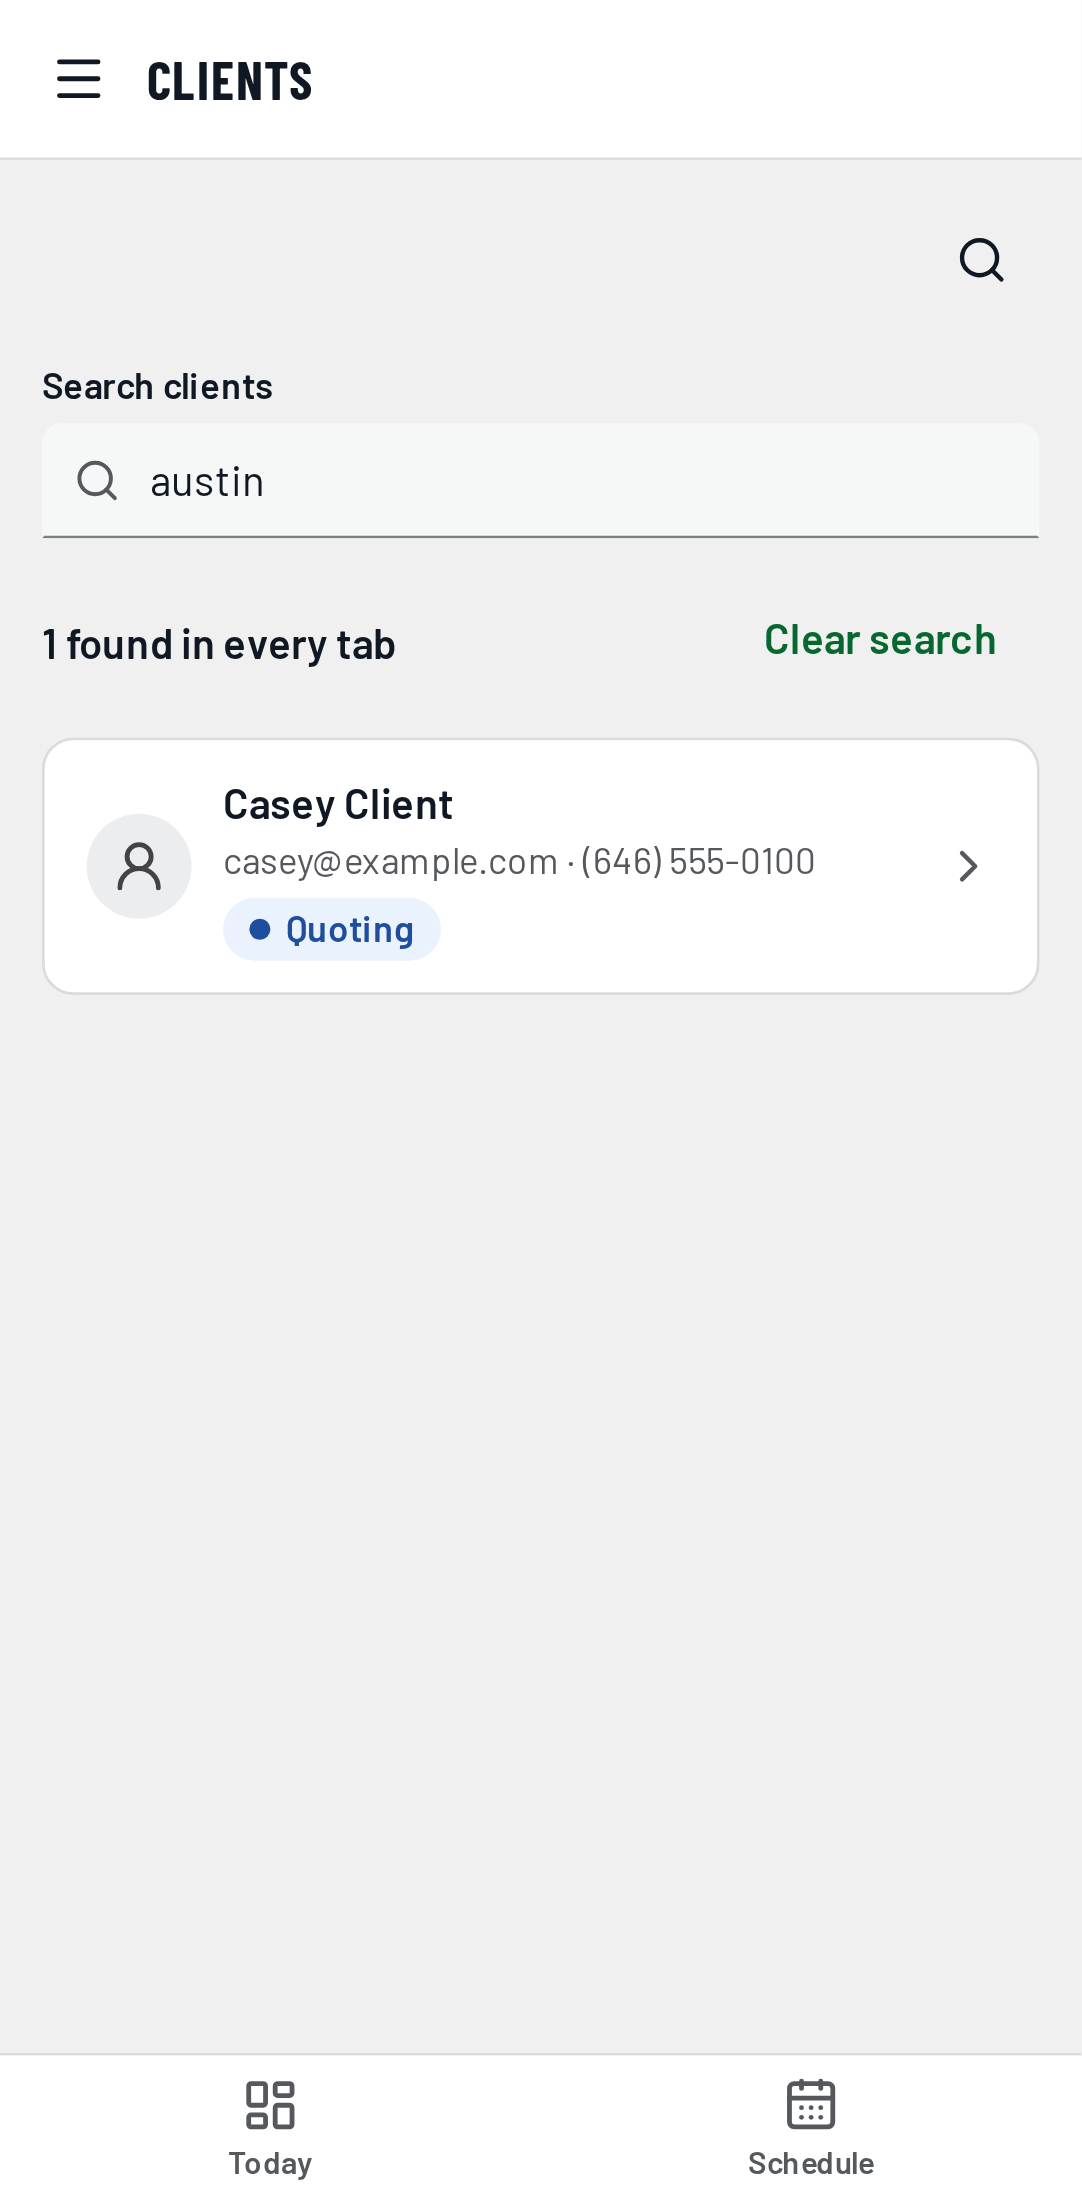 CLIENTS
Search clients
austin
1 found in every tab
Clear search
Casey Client
casey@example.com · (646) 555-0100
Quoting
Today
Schedule